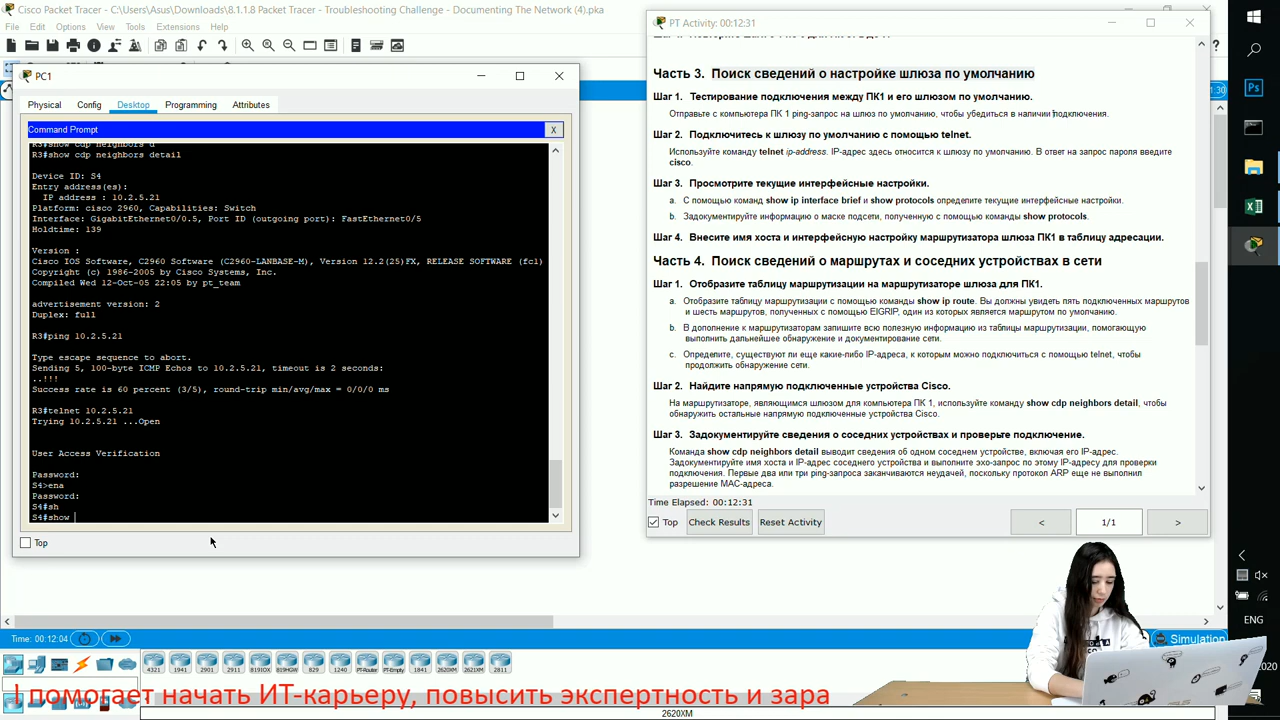 Cisco Packet Tracer - C:\Users\Asus\Downloads\8.1.1.8 Packet Tracer - Troubleshooting Challenge - Documenting The Network (4).pka
File Edit Options View Tools Extensions Help
PC1
Physical Config Desktop Programming Attributes
Command Prompt X
R3#show cdp neighbors d
R3#show cdp neighbors detail
Device ID: S4
Entry address(es):
IP address : 10.2.5.21
Platform: cisco 2960, Capabilities: Switch
Interface: GigabitEthernet0/0.5, Port ID (outgoing port): FastEthernet0/5
Holdtime: 139
Version :
Cisco IOS Software, C2960 Software (C2960-LANBASE-M), Version 12.2(25)FX, RELEASE SOFTWARE (fc1)
Copyright (c) 1986-2005 by Cisco Systems, Inc.
Compiled Wed 12-Oct-05 22:05 by pt_team
advertisement version: 2
Duplex: full
R3#ping 10.2.5.21
Type escape sequence to abort.
Sending 5, 100-byte ICMP Echos to 10.2.5.21, timeout is 2 seconds:
..!!!
Success rate is 60 percent (3/5), round-trip min/avg/max = 0/0/0 ms
R3#telnet 10.2.5.21
Trying 10.2.5.21 ...Open
User Access Verification
Password:
S4>ena
Password:
S4#sh
S4#show
Top
PT Activity: 00:12:31
Часть 3. Поиск сведений о настройке шлюза по умолчанию
Шаг 1. Тестирование подключения между ПК1 и его шлюзом по умолчанию.
Отправьте с компьютера ПК 1 ping-запрос на шлюз по умолчанию, чтобы убедиться в наличии подключения.
Шаг 2. Подключитесь к шлюзу по умолчанию с помощью telnet.
Используйте команду telnet ip-address. IP-адрес здесь относится к шлюзу по умолчанию. В ответ на запрос пароля введите
cisco.
Шаг 3. Просмотрите текущие интерфейсные настройки.
a. С помощью команд show ip interface brief и show protocols определите текущие интерфейсные настройки.
b. Задокументируйте информацию о маске подсети, полученную с помощью команды show protocols.
Шаг 4. Внесите имя хоста и интерфейсную настройку маршрутизатора шлюза ПК1 в таблицу адресации.
Часть 4. Поиск сведений о маршрутах и соседних устройствах в сети
Шаг 1. Отобразите таблицу маршрутизации на маршрутизаторе шлюза для ПК1.
a. Отобразите таблицу маршрутизации с помощью команды show ip route. Вы должны увидеть пять подключенных маршрутов
и шесть маршрутов, полученных с помощью EIGRP, один из которых является маршрутом по умолчанию.
b. В дополнение к маршрутизаторам запишите всю полезную информацию из таблицы маршрутизации, помогающую
выполнить дальнейшее обнаружение и документирование сети.
c. Определите, существуют ли еще какие-либо IP-адреса, к которым можно подключиться с помощью telnet, чтобы
продолжить обнаружение сети.
Шаг 2. Найдите напрямую подключенные устройства Cisco.
На маршрутизаторе, являющимся шлюзом для компьютера ПК 1, используйте команду show cdp neighbors detail, чтобы
обнаружить остальные напрямую подключенные устройства Cisco.
Шаг 3. Задокументируйте сведения о соседних устройствах и проверьте подключение.
Команда show cdp neighbors detail выводит сведения об одном соседнем устройстве, включая его IP-адрес.
Задокументируйте имя хоста и IP-адрес соседнего устройства и выполните эхо-запрос по этому IP-адресу для проверки
подключения. Первые два или три ping-запроса заканчиваются неудачей, поскольку протокол ARP еще не выполнил
разрешение MAC-адреса.
Time Elapsed: 00:12:31
Top Check Results Reset Activity < 1/1 >
Time: 00:12:04
Simulation
4321 1941 2901 2911 819IOX 819HGW 829 1240 PT-Router PT-Empty 1841 2620XM 2621XM 2811
помогает начать ИТ-карьеру, повысить экспертность и зара
2620XM
Ps
ENG